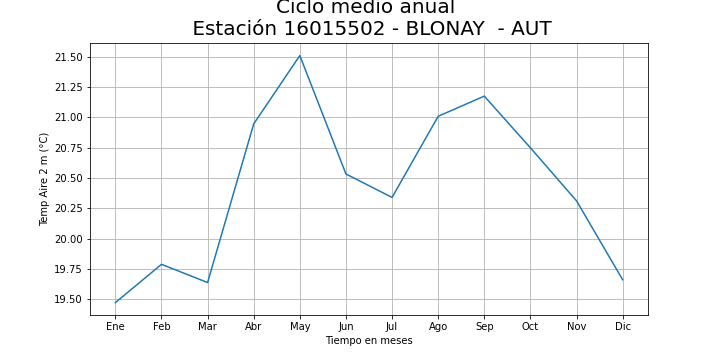 Ciclo medio anual
Estación 16015502 - BLONAY  - AUT
21.50
21.25
21.00
20.75
20.50
20.25
20.00
19.75
19.50
Temp Aire 2 m (°C)
Ene Feb Mar Abr May Jun Jul Ago Sep Oct Nov Dic
Tiempo en meses